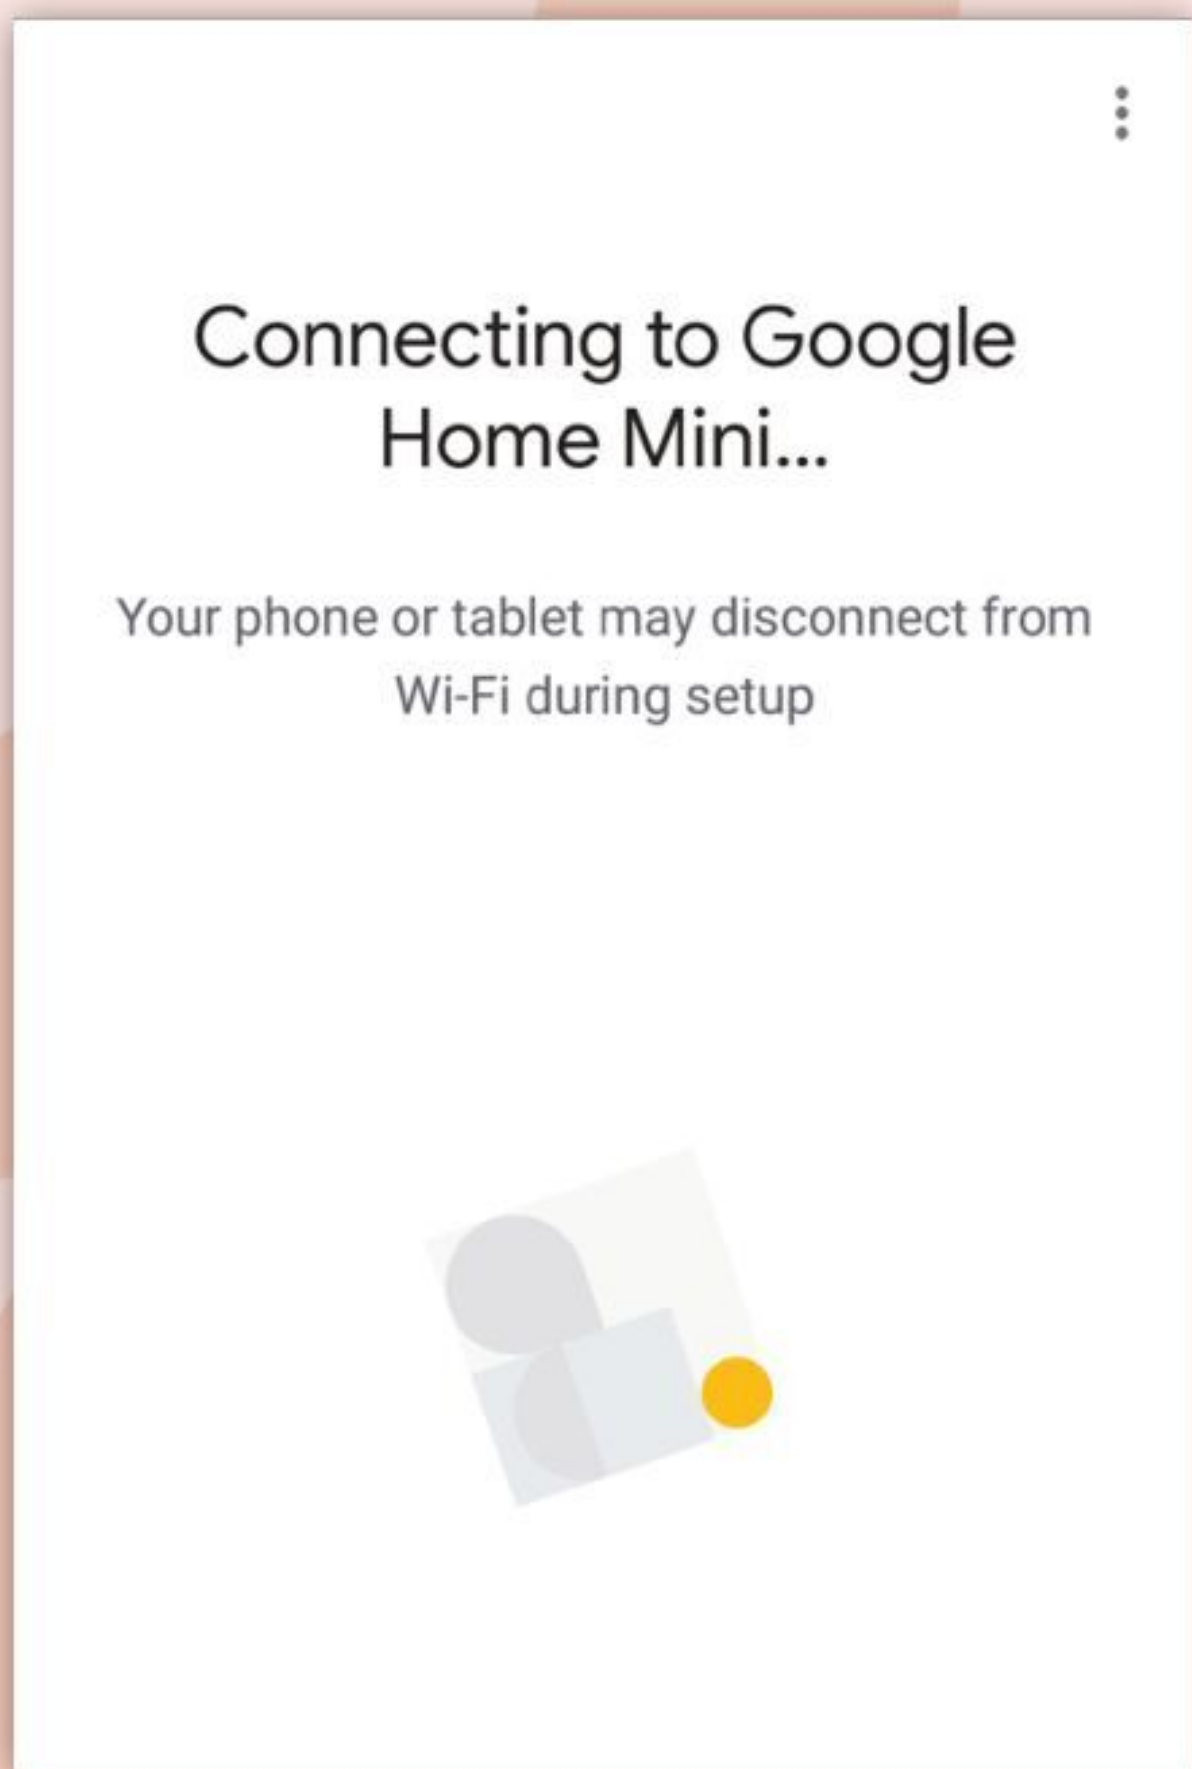 Connecting to Google
Home Mini...
Your phone or tablet may disconnect from
Wi-Fi during setup